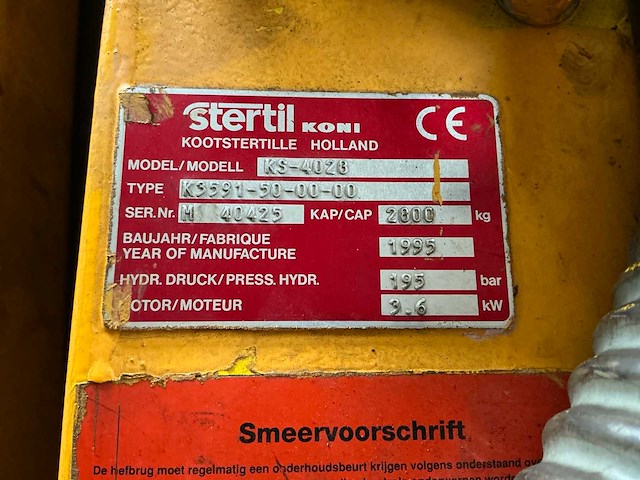 stertil KONI CE
KOOTSTERTILLE HOLLAND
MODEL/MODELL KS-4028
TYPE K3591-50-00-00
SER.Nr. M 40425 KAP/CAP 2800 kg
BAUJAHR/FABRIQUE
YEAR OF MANUFACTURE 1995
HYDR. DRUCK/PRESS. HYDR. 195 bar
MOTOR/MOTEUR 3.6 kW
Smeervoorschrift
De hefbrug moet regelmatig een onderhoudsbeurt krijgen volgens onderstaand